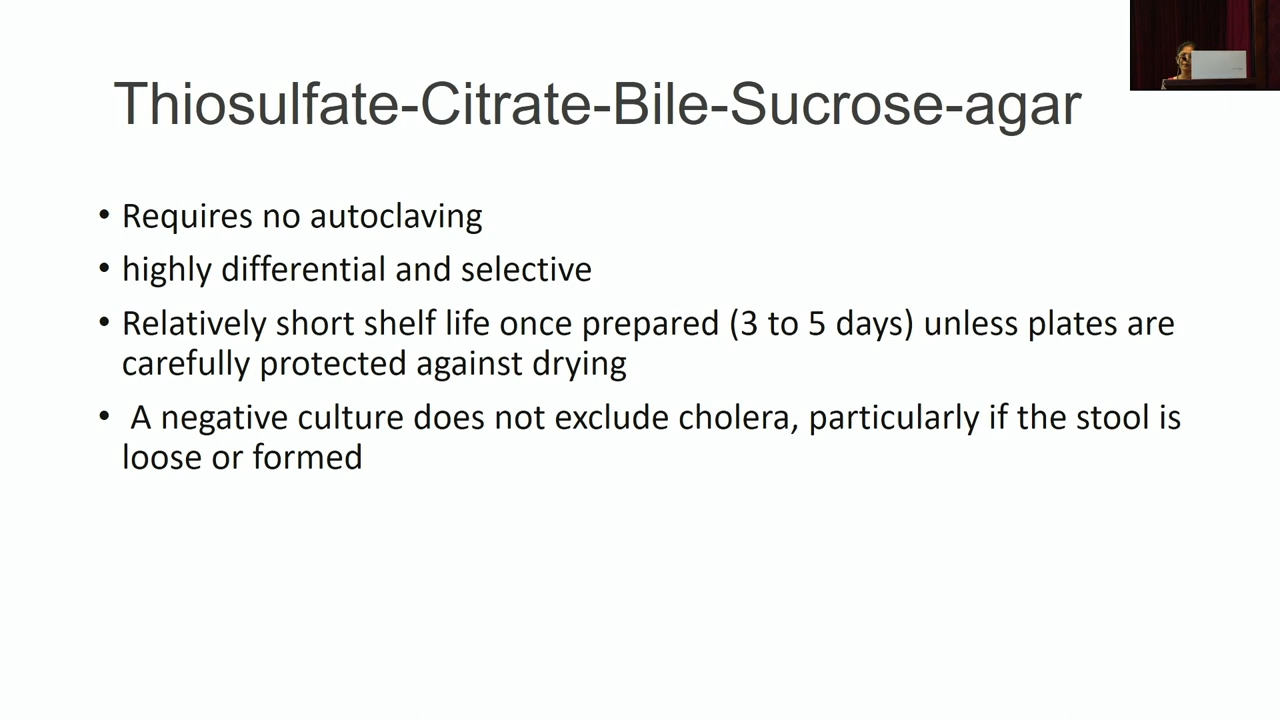 Thiosulfate-Citrate-Bile-Sucrose-agar
• Requires no autoclaving
• highly differential and selective
• Relatively short shelf life once prepared (3 to 5 days) unless plates are
carefully protected against drying
• A negative culture does not exclude cholera, particularly if the stool is
loose or formed